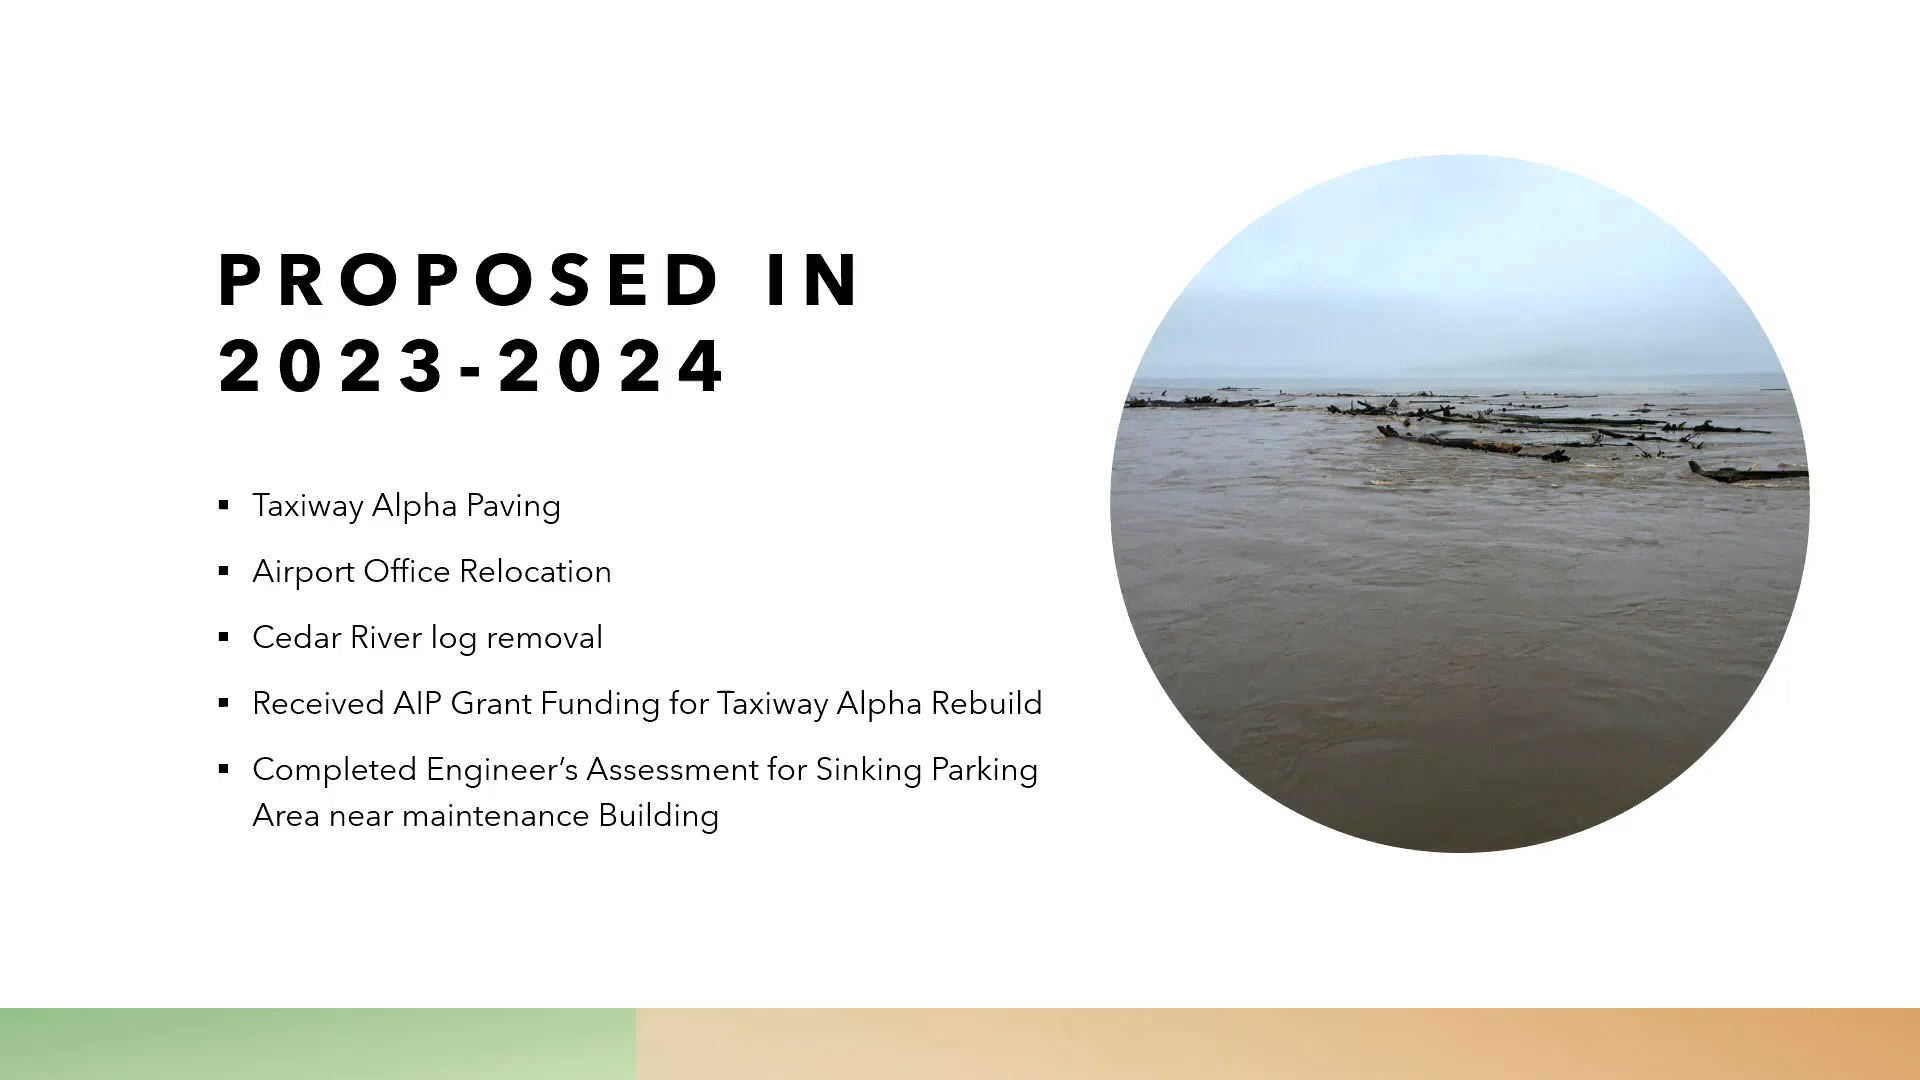 PROPOSED IN
2023-2024
▪ Taxiway Alpha Paving
▪ Airport Office Relocation
▪ Cedar River log removal
▪ Received AIP Grant Funding for Taxiway Alpha Rebuild
▪ Completed Engineer’s Assessment for Sinking Parking
Area near maintenance Building